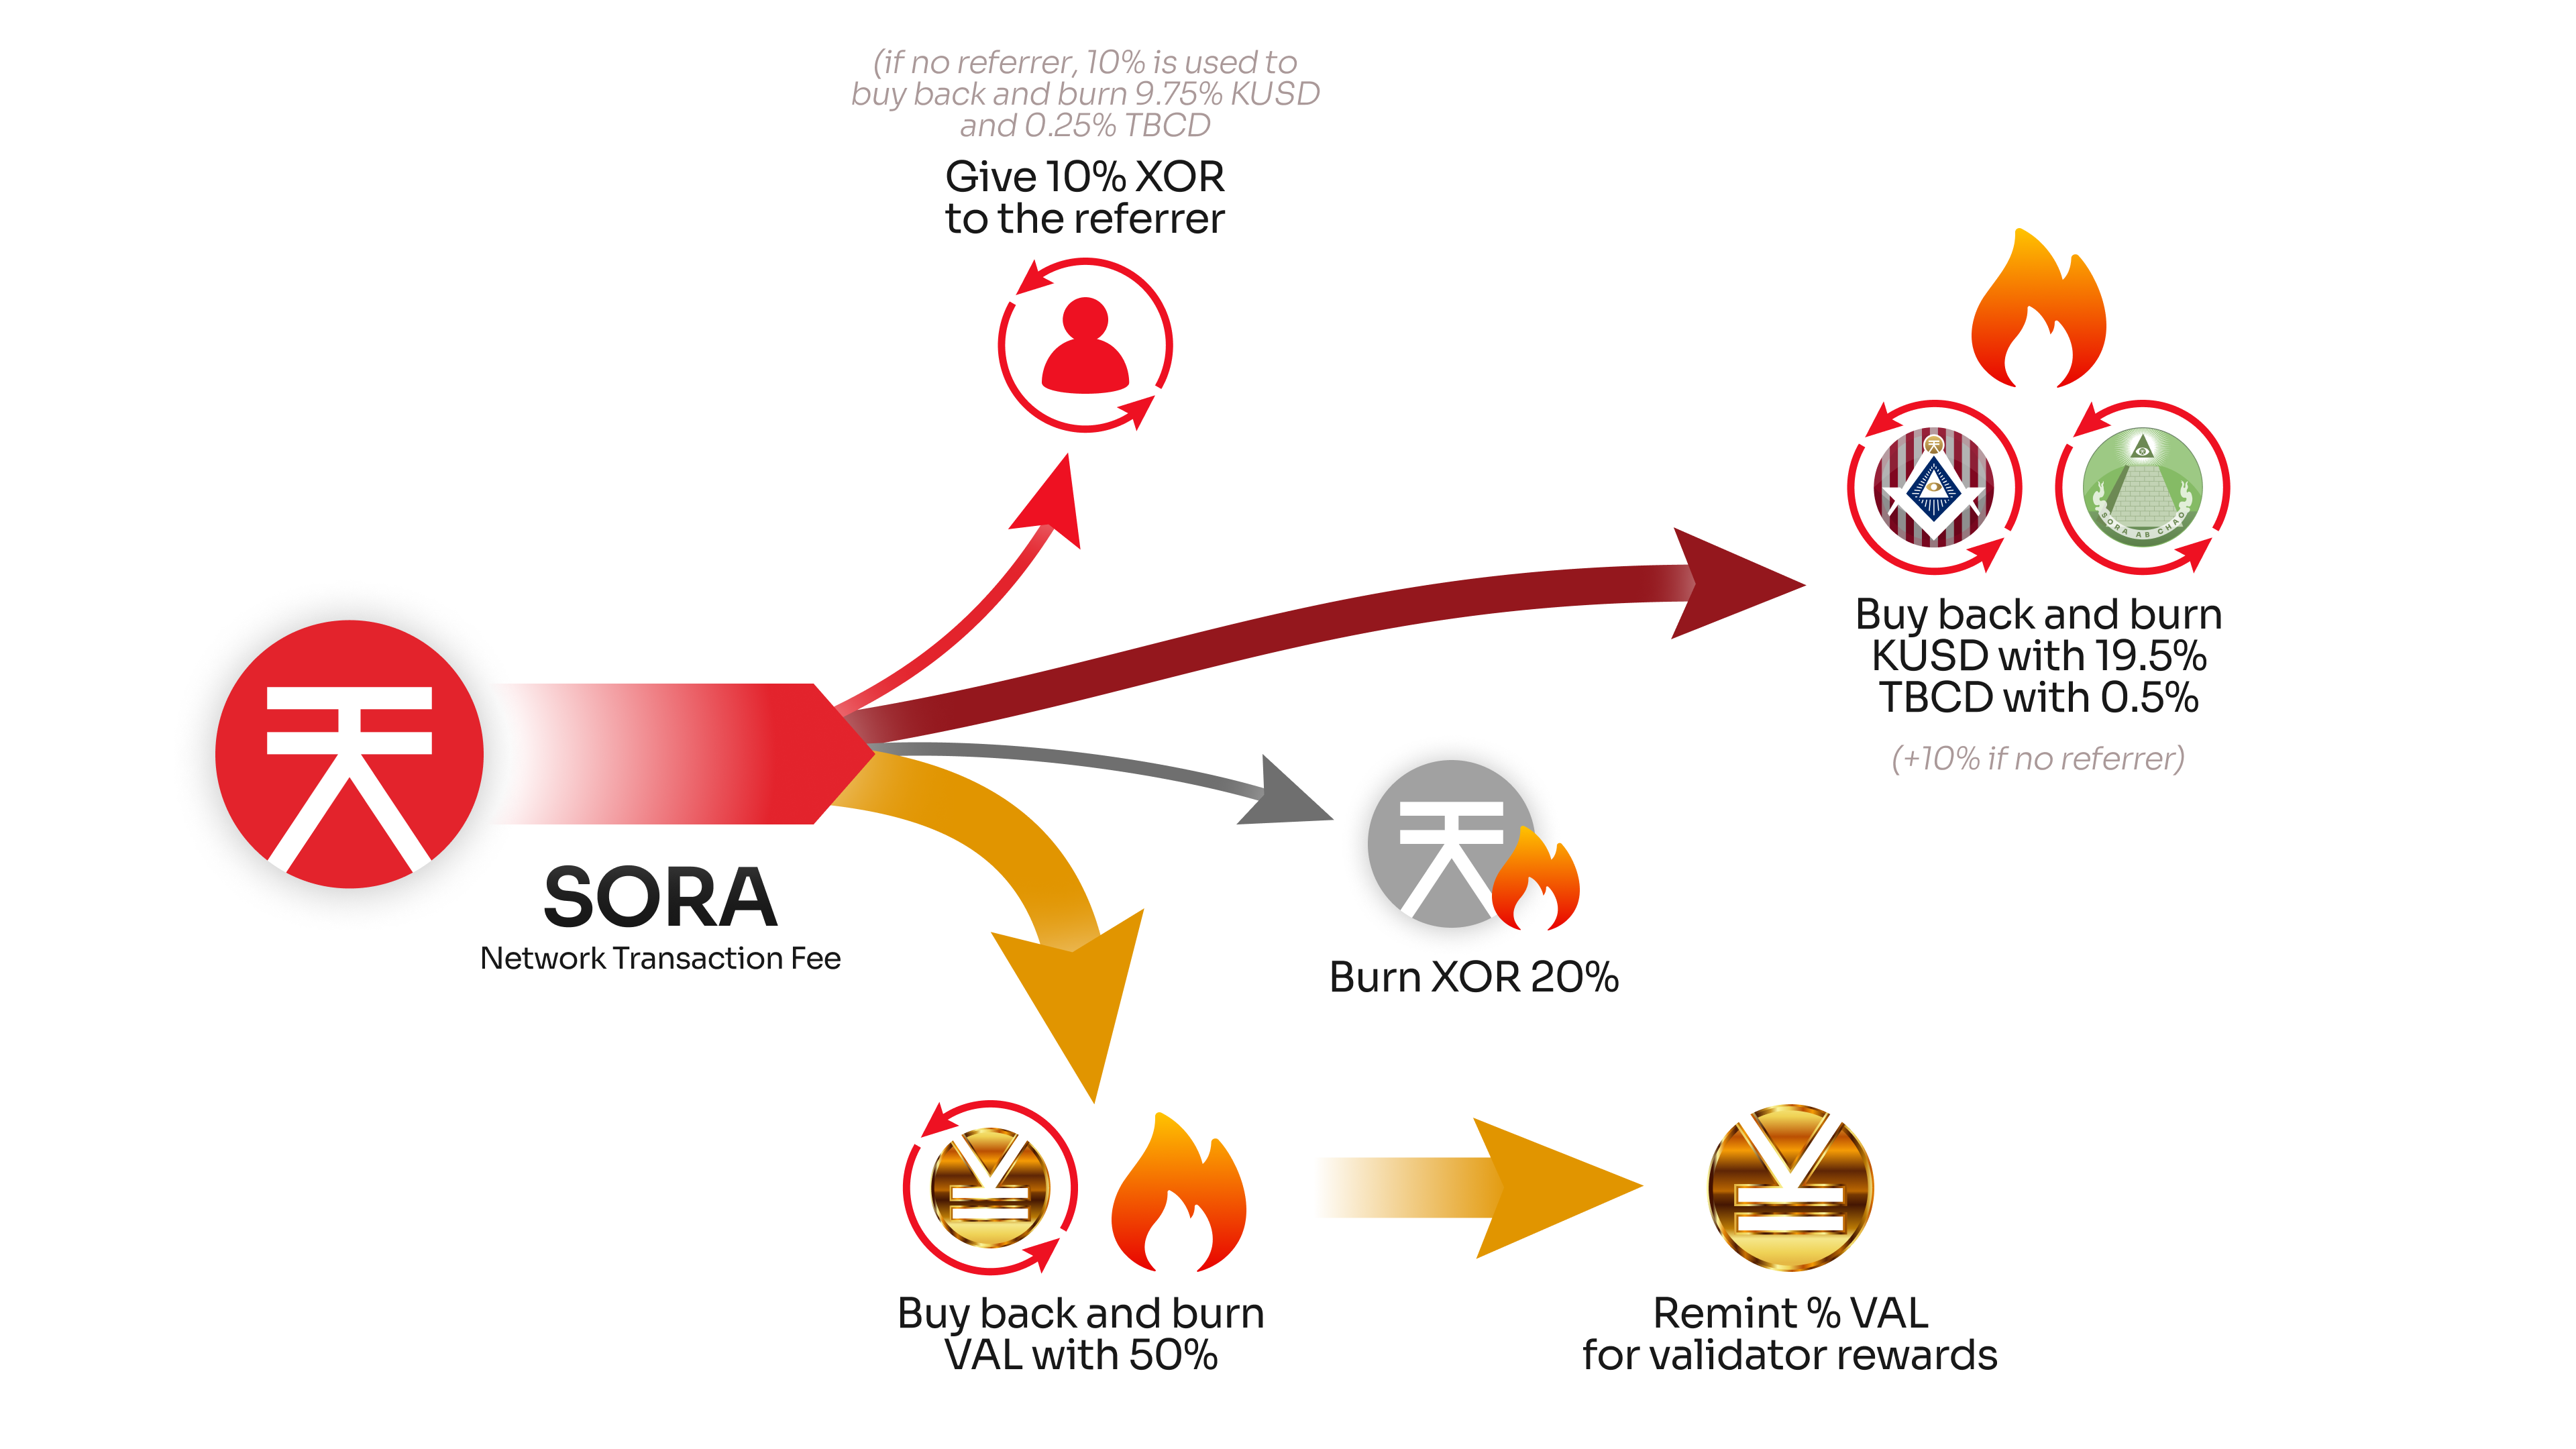 (if no referrer, 10% is used to
buy back and burn 9.75% KUSD
and 0.25% TBCD
Give 10% XOR
to the referrer
SORA AB CHAO
Buy back and burn
KUSD with 19.5%
TBCD with 0.5%
(+10% if no referrer)
SORA
Network Transaction Fee
Burn XOR 20%
Buy back and burn
VAL with 50%
Remint % VAL
for validator rewards